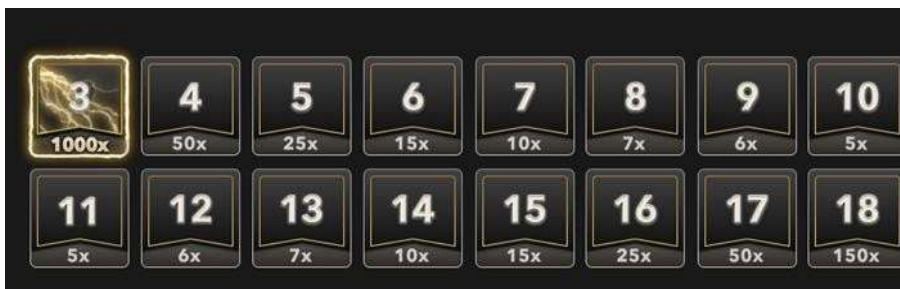 3 4 5 6 7 8 9 10
1000x 50x 25x 15x 10x 7x 6x 5x
11 12 13 14 15 16 17 18
5x 6x 7x 10x 15x 25x 50x 150x